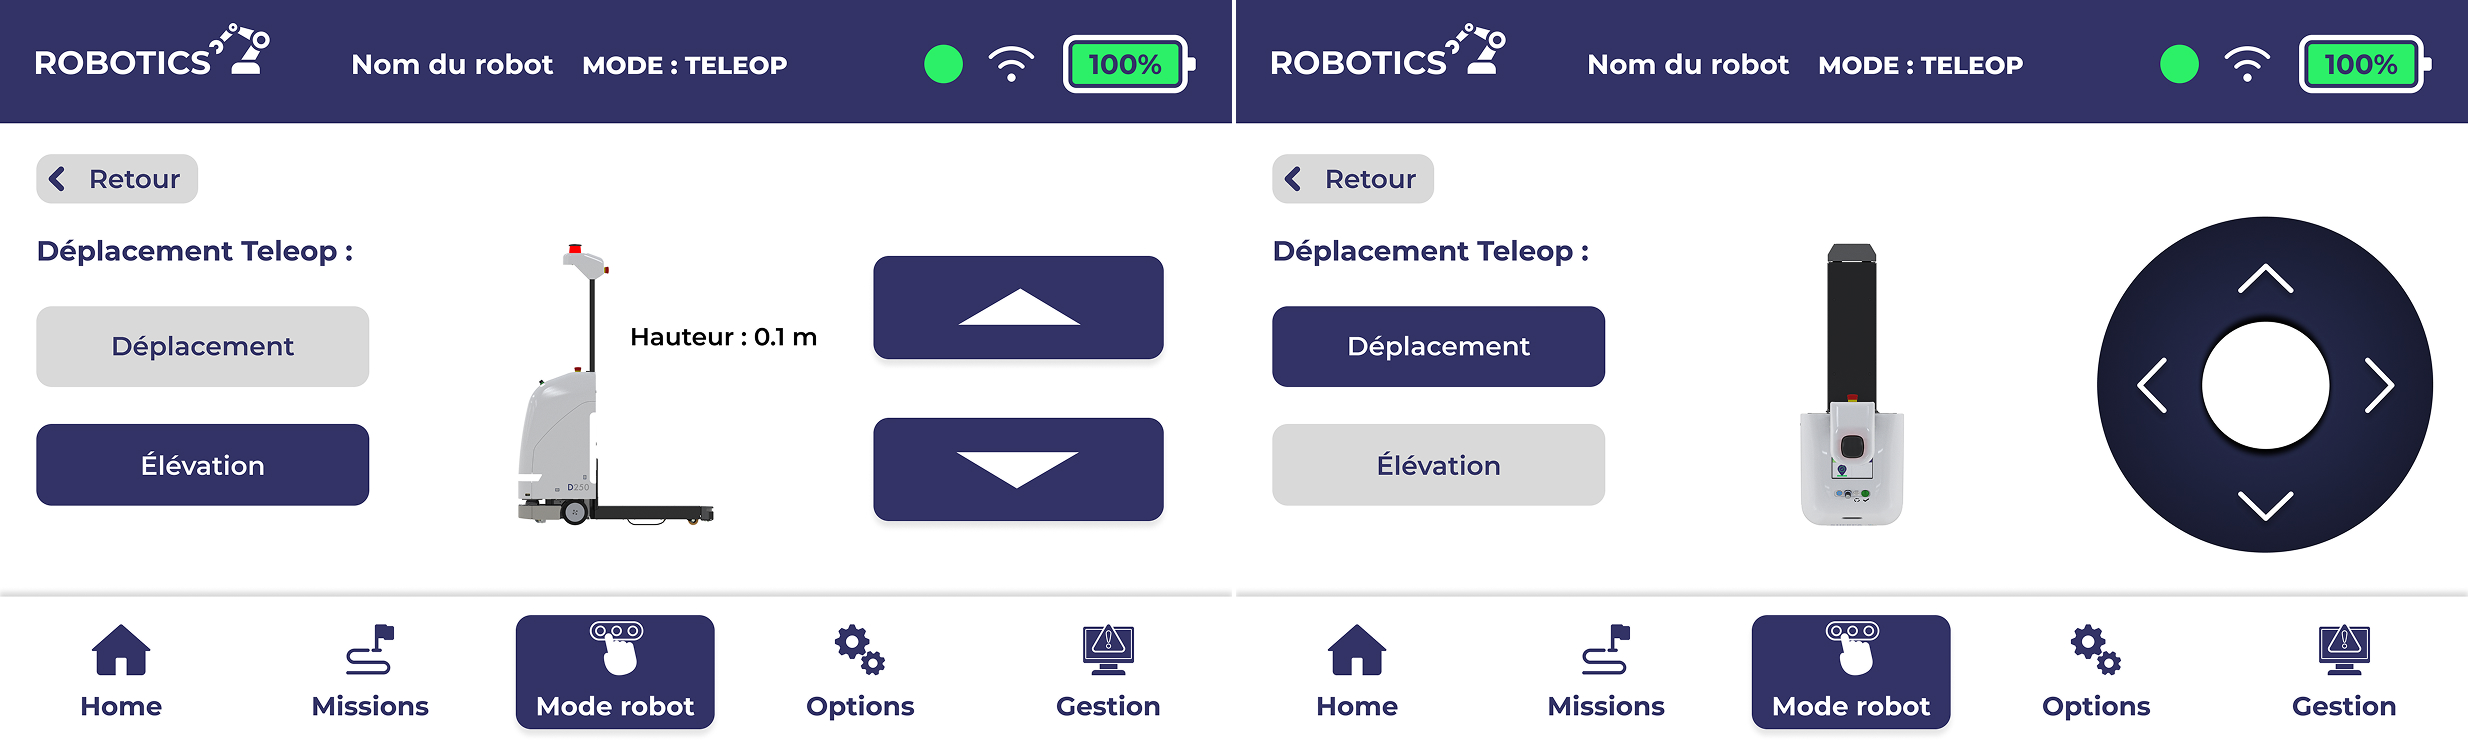 ROBOTICS
Nom du robot MODE : TELEOP
100%
Retour
Déplacement Teleop :
Déplacement
Élévation
Hauteur : 0.1 m
D250
Home
Missions
Mode robot
Options
Gestion
ROBOTICS
Nom du robot MODE : TELEOP
100%
Retour
Déplacement Teleop :
Déplacement
Élévation
Home
Missions
Mode robot
Options
Gestion